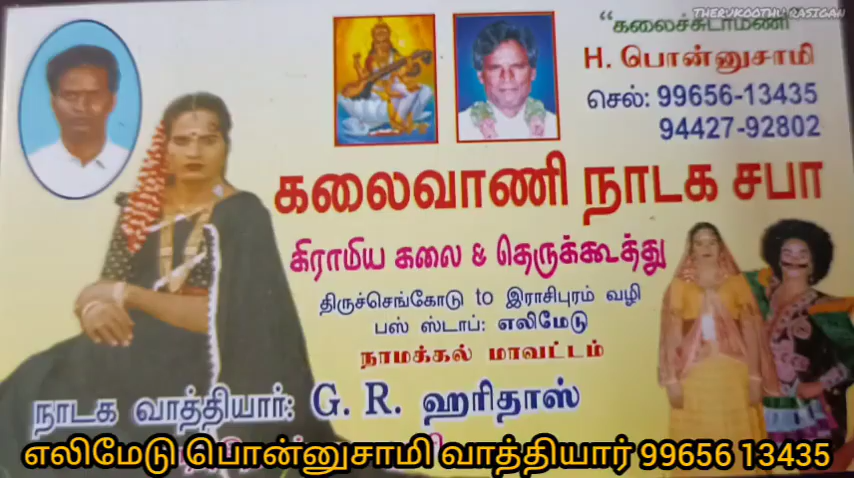 THERUKOOTHU RASIGAN
“கலைச்சுடாமணி”
H. பொன்னுசாமி
செல்: 99656-13435
94427-92802
கலைவாணி நாடக சபா
கிராமிய கலை & தெருக்கூத்து
திருச்செங்கோடு to இராசிபுரம் வழி
பஸ் ஸ்டாப்: எலிமேடு
நாமக்கல் மாவட்டம்
நாடக வாத்தியார்: G. R. ஹரிதாஸ்
எலிமேடு பொன்னுசாமி வாத்தியார் 99656 13435